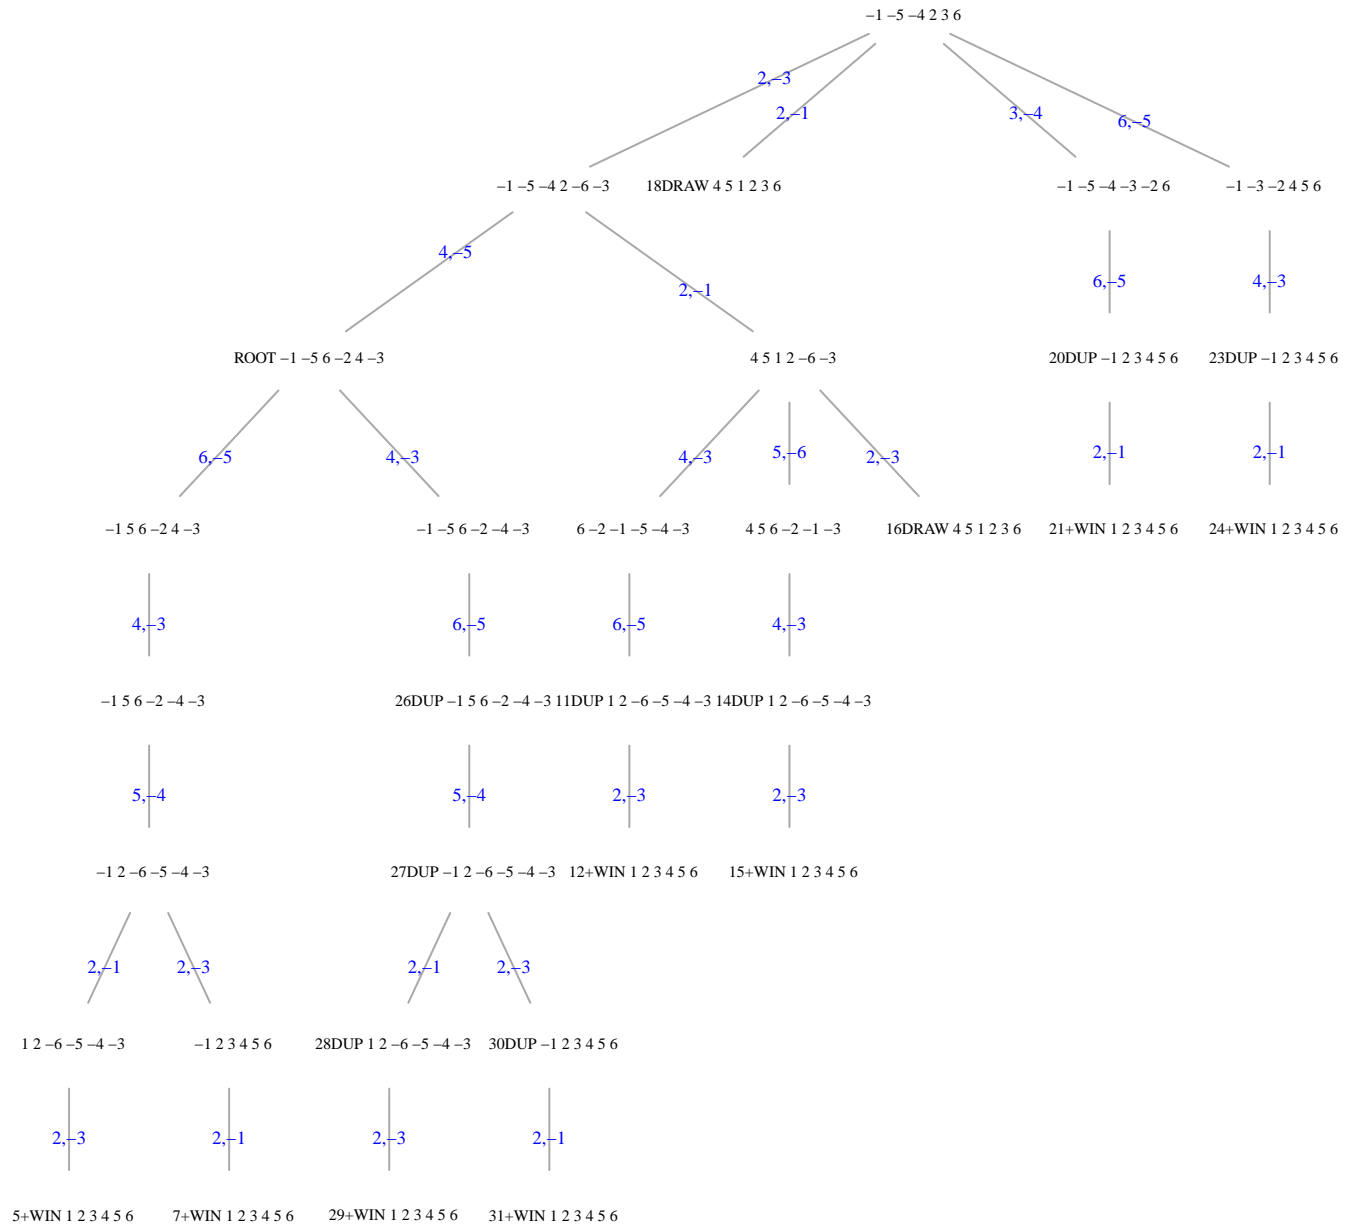 −1 −5 −4 2 3 6
2,−3
2,−1
3,−4
6,−5
−1 −5 −4 2 −6 −3
18DRAW 4 5 1 2 3 6
−1 −5 −4 −3 −2 6
−1 −3 −2 4 5 6
4,−5
2,−1
6,−5
4,−3
ROOT −1 −5 6 −2 4 −3
4 5 1 2 −6 −3
20DUP −1 2 3 4 5 6
23DUP −1 2 3 4 5 6
6,−5
4,−3
4,−3
5,−6
2,−3
2,−1
2,−1
−1 5 6 −2 4 −3
−1 −5 6 −2 −4 −3
6 −2 −1 −5 −4 −3
4 5 6 −2 −1 −3
16DRAW 4 5 1 2 3 6
21+WIN 1 2 3 4 5 6
24+WIN 1 2 3 4 5 6
4,−3
6,−5
6,−5
4,−3
−1 5 6 −2 −4 −3
26DUP −1 5 6 −2 −4 −3
11DUP 1 2 −6 −5 −4 −3
14DUP 1 2 −6 −5 −4 −3
5,−4
5,−4
2,−3
2,−3
−1 2 −6 −5 −4 −3
27DUP −1 2 −6 −5 −4 −3
12+WIN 1 2 3 4 5 6
15+WIN 1 2 3 4 5 6
2,−1
2,−3
2,−1
2,−3
1 2 −6 −5 −4 −3
−1 2 3 4 5 6
28DUP 1 2 −6 −5 −4 −3
30DUP −1 2 3 4 5 6
2,−3
2,−1
2,−3
2,−1
5+WIN 1 2 3 4 5 6
7+WIN 1 2 3 4 5 6
29+WIN 1 2 3 4 5 6
31+WIN 1 2 3 4 5 6